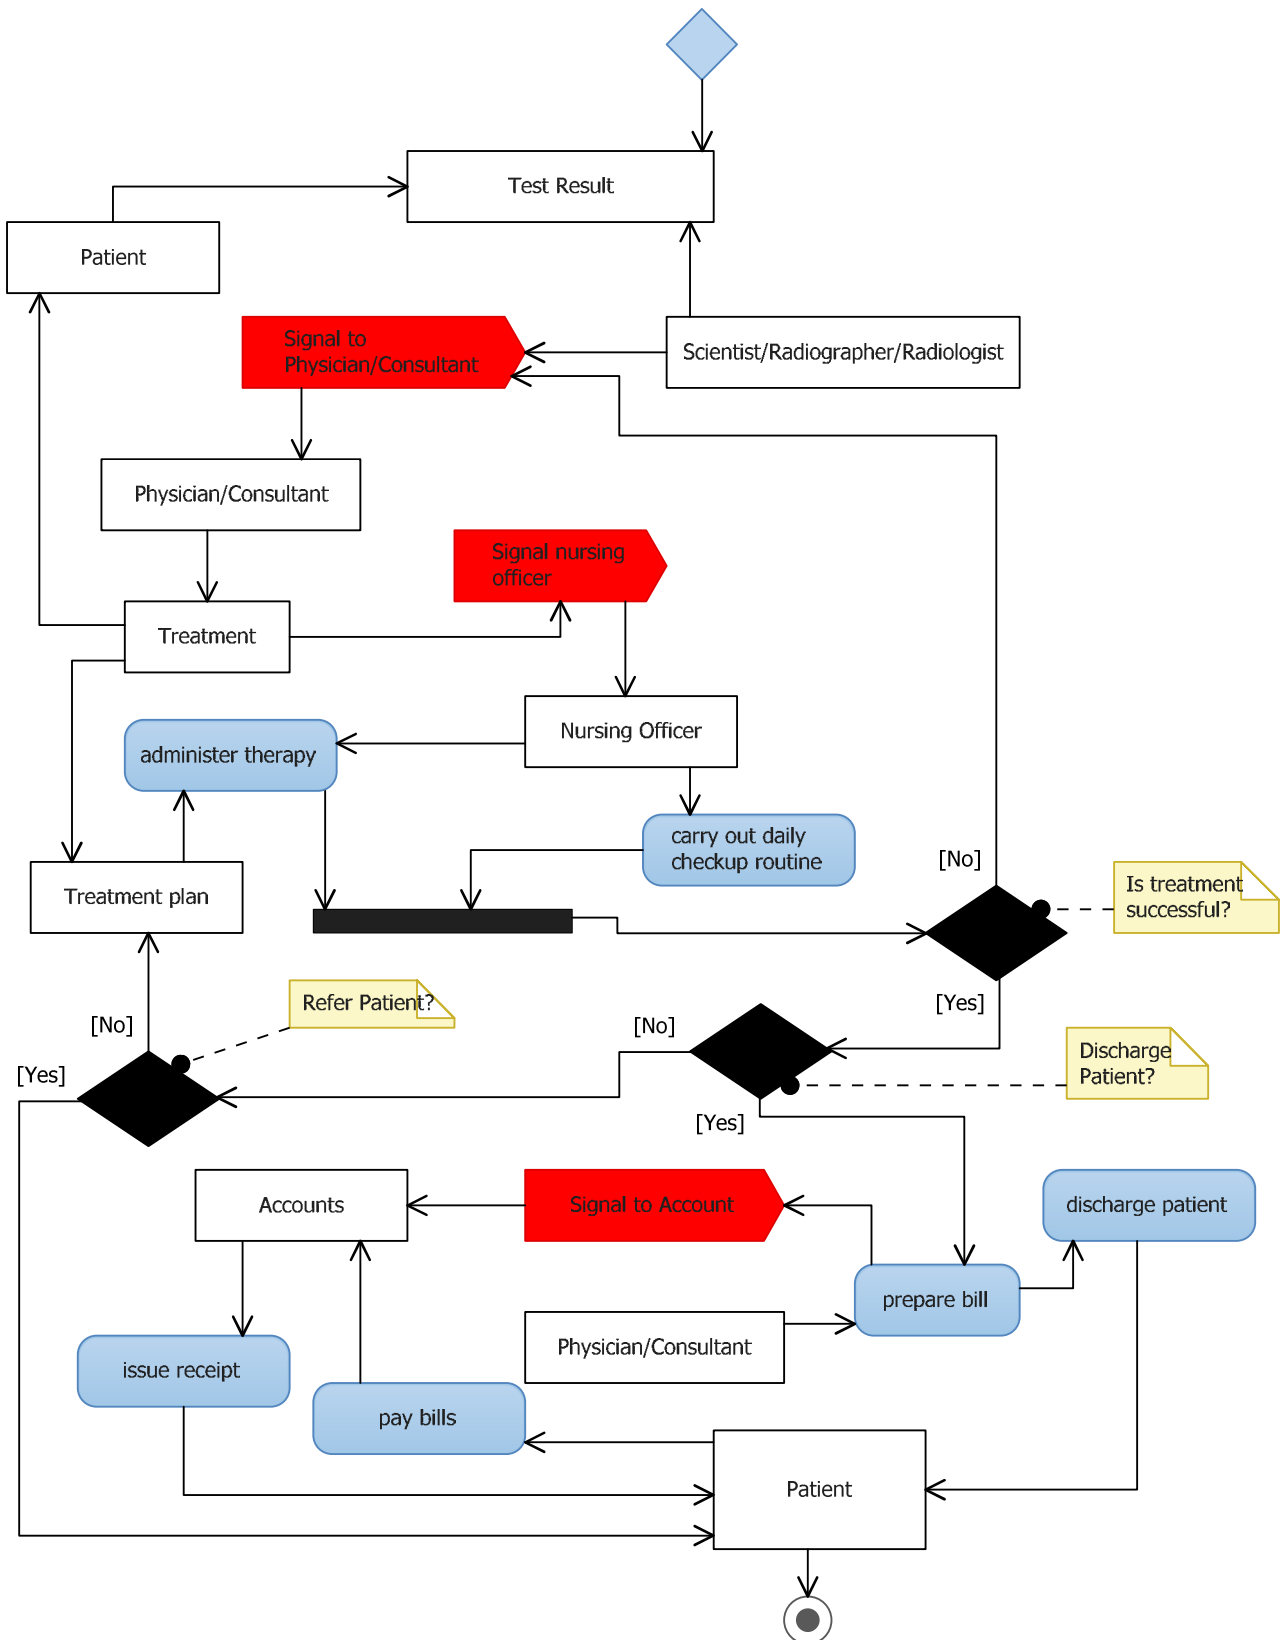 Test Result
Patient
Signal to
Physician/Consultant
Scientist/Radiographer/Radiologist
Physician/Consultant
Signal nursing
officer
Treatment
Nursing Officer
administer therapy
carry out daily
checkup routine
[No]
Is treatment
successful?
Treatment plan
Refer Patient?
[Yes]
[No]
[No]
Discharge
Patient?
[Yes]
[Yes]
Accounts
Signal to Account
discharge patient
prepare bill
Physician/Consultant
issue receipt
pay bills
Patient